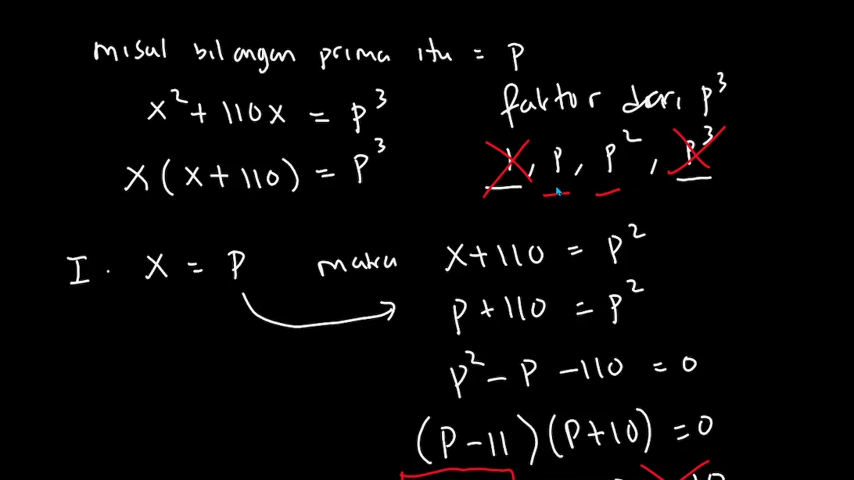 misal bilangan prima itu = p
x² + 110x = p³
faktor dari p³
x(x+110) = p³
1, p, p², p³
I. x = p maka x+110 = p²
p+110 = p²
p² - p - 110 = 0
(p-11)(p+10) = 0